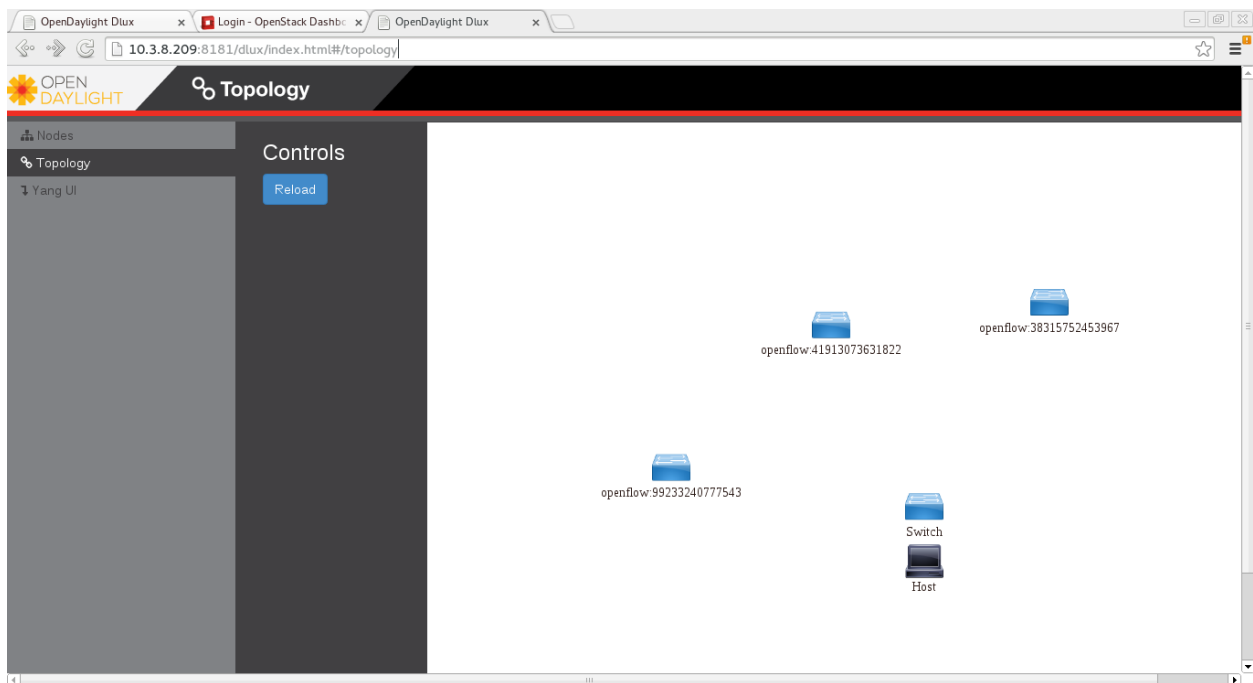 OpenDaylight Dlux
Login - OpenStack Dashbo
OpenDaylight Dlux
10.3.8.209:8181/dlux/index.html#/topology
OPEN
DAYLIGHT
Topology
Nodes
Topology
Yang UI
Controls
Reload
openflow:38315752453967
openflow:41913073631822
openflow:99233240777543
Switch
Host